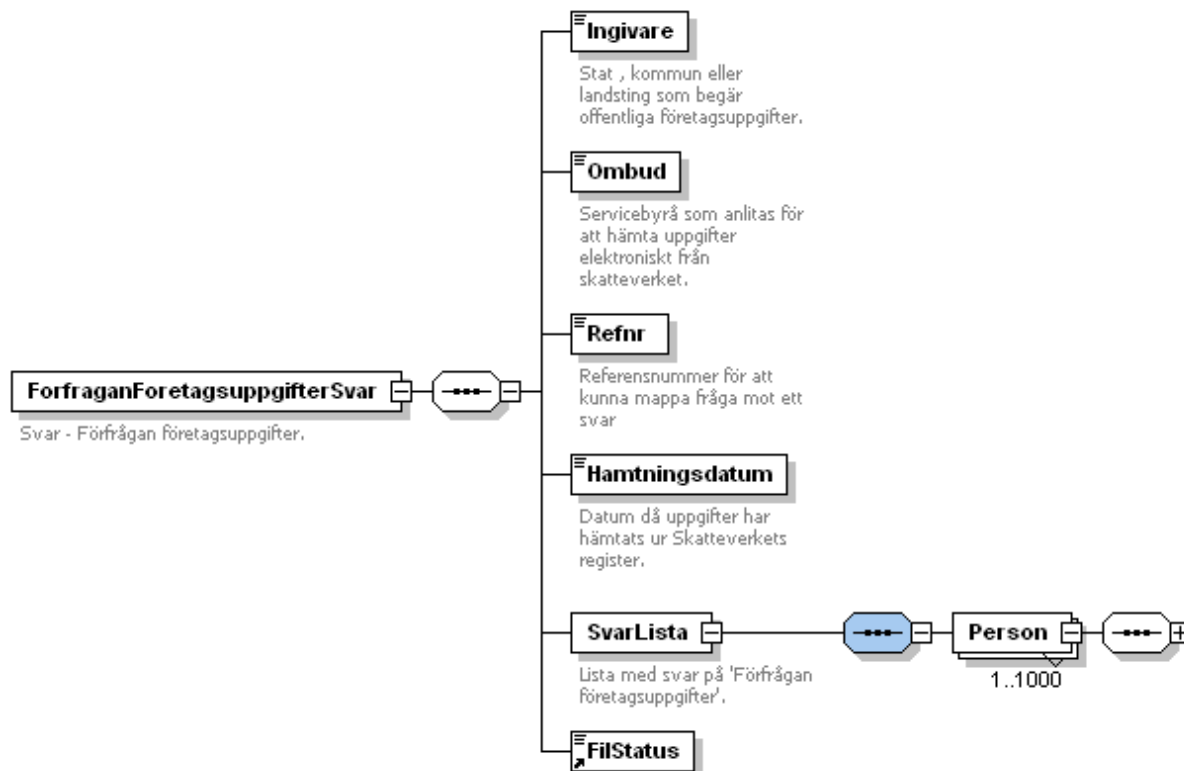 Ingivare
Stat , kommun eller
landsting som begär
offentliga företagsuppgifter.
Ombud
Servicebyrå som anlitas för
att hämta uppgifter
elektroniskt från
skatteverket.
Refnr
Referensnummer för att
kunna mappa fråga mot ett
svar
ForfraganForetagsuppgifterSvar
Svar - Förfrågan företagsuppgifter.
Hamtningsdatum
Datum då uppgifter har
hämtats ur Skatteverkets
register.
SvarLista
Lista med svar på 'Förfrågan
företagsuppgifter'.
Person
1..1000
FilStatus